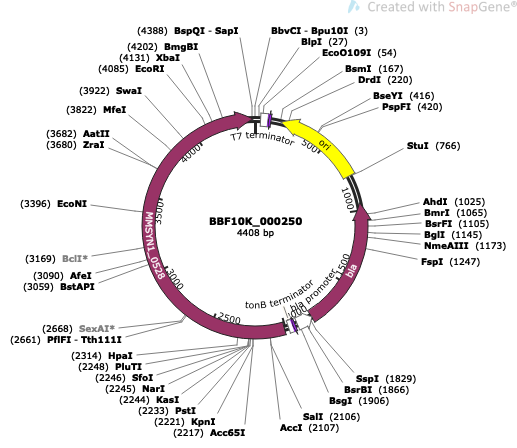 Created with SnapGene®
(4388) BspQI - SapI
(4202) BmgBI
(4131) XbaI
(4085) EcoRI
(3922) SwaI
(3822) MfeI
(3682) AatII
(3680) ZraI
(3396) EcoNI
(3169) BclI*
(3090) AfeI
(3059) BstAPI
(2668) SexAI*
(2661) PflFI - Tth111I
(2314) HpaI
(2248) PluTI
(2246) SfoI
(2245) NarI
(2244) KasI
(2233) PstI
(2221) KpnI
(2217) Acc65I
BbvCI - Bpu10I (3)
BlpI (27)
EcoO109I (54)
BsmI (167)
DrdI (220)
BseYI (416)
PspFI (420)
StuI (766)
AhdI (1025)
BmrI (1065)
BsrFI (1105)
BglI (1145)
NmeAIII (1173)
FspI (1247)
SspI (1829)
BsrBI (1866)
BsgI (1906)
SalI (2106)
AccI (2107)
T7 terminator
ori
500
1000
1500
bla
bla promoter
tonB terminator
2000
2500
3000
3500
4000
MMSYN1_0528
BBF10K_000250
4408 bp